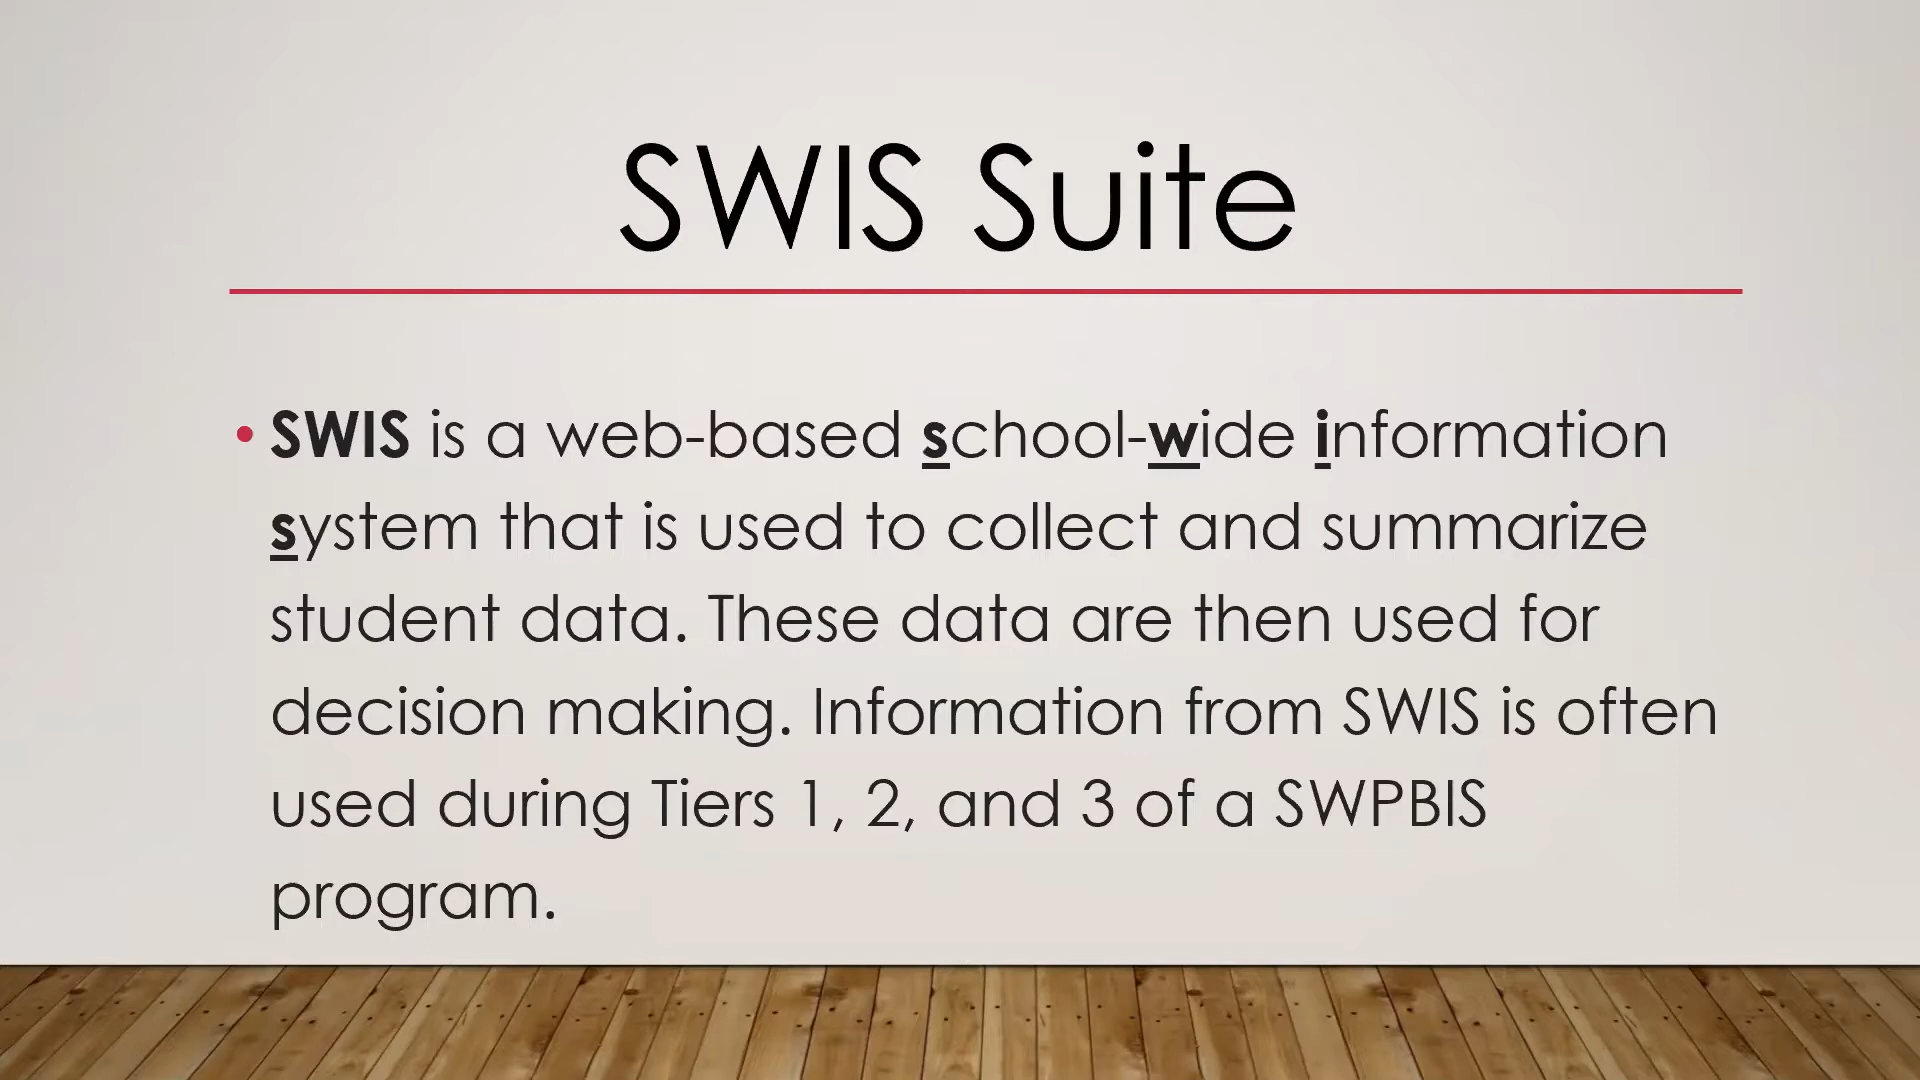 SWIS Suite
• SWIS is a web-based school-wide information
system that is used to collect and summarize
student data. These data are then used for
decision making. Information from SWIS is often
used during Tiers 1, 2, and 3 of a SWPBIS
program.